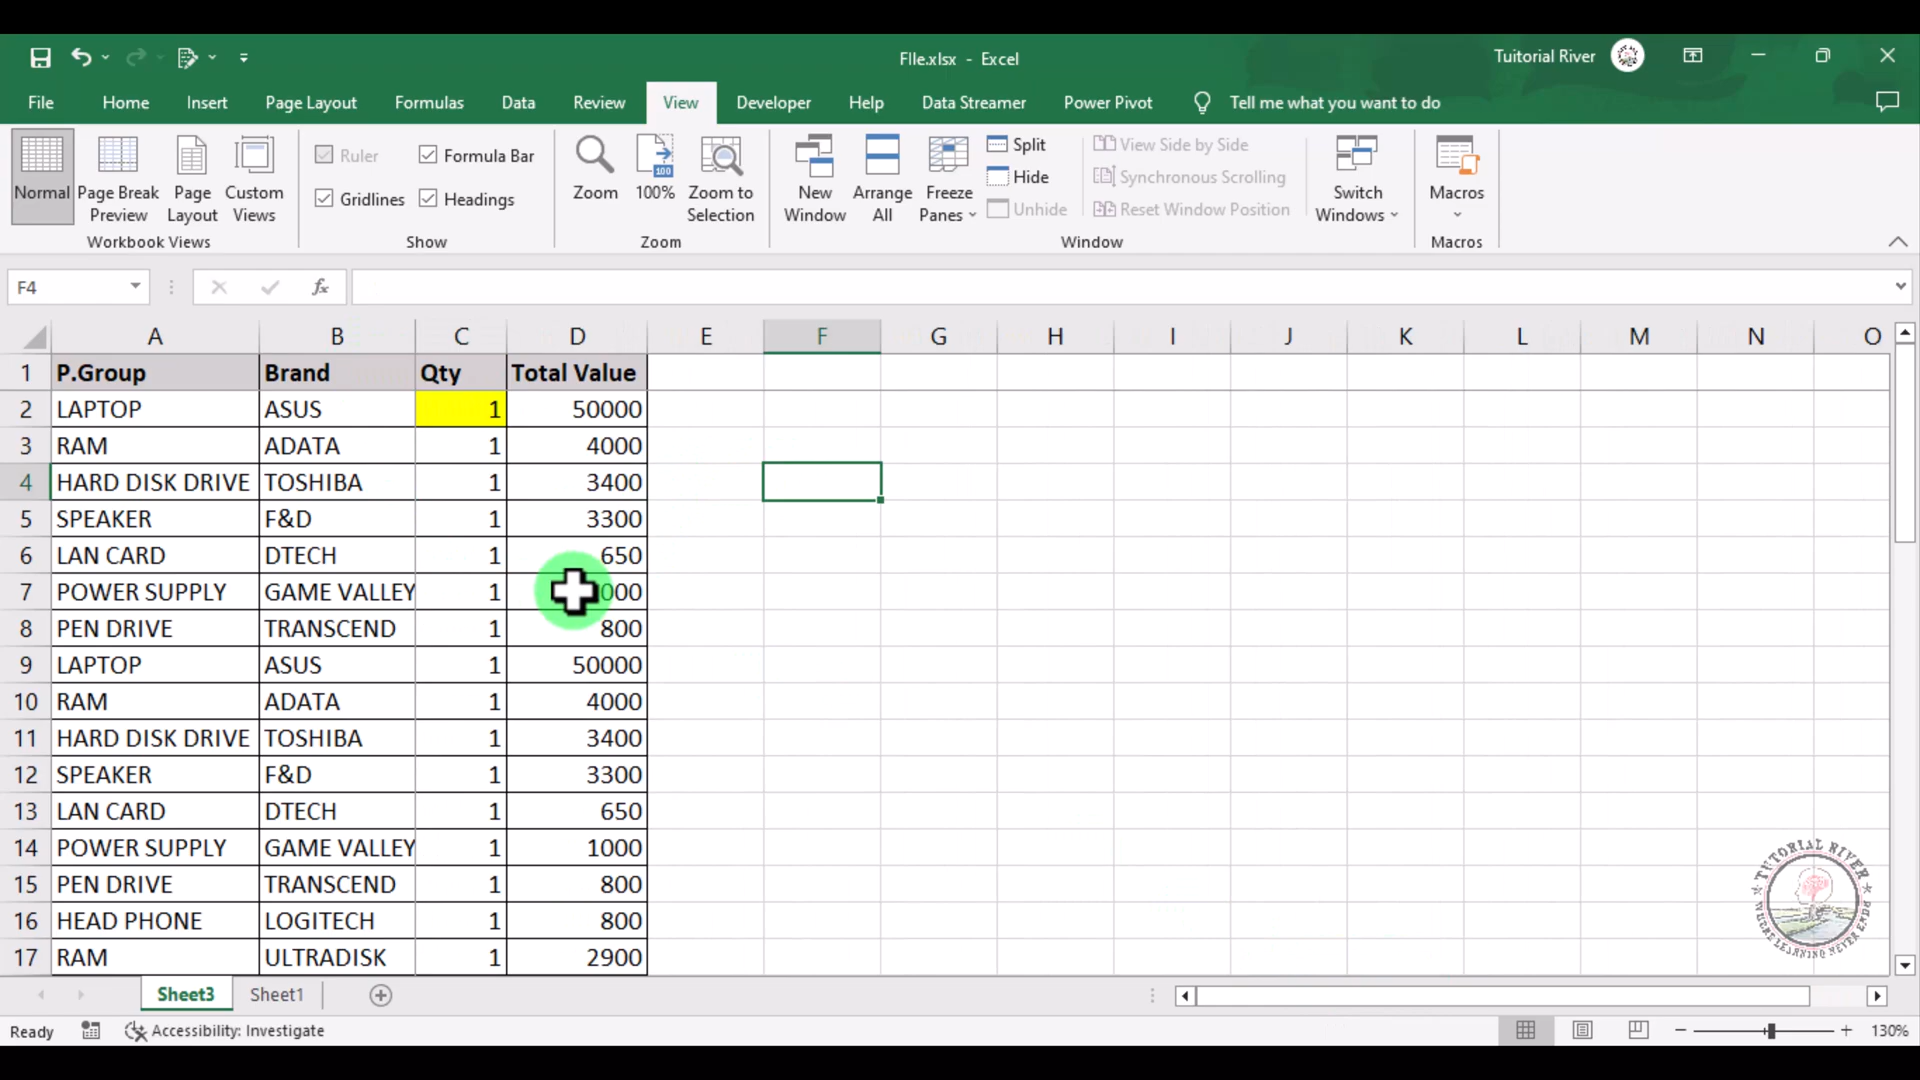 FIle.xlsx - Excel
Tuitorial River
File Home Insert Page Layout Formulas Data Review View Developer Help Data Streamer Power Pivot Tell me what you want to do
Normal
Page Break Preview
Page Layout
Custom Views
Workbook Views
Ruler
Formula Bar
Gridlines
Headings
Show
Zoom
100
100%
Zoom to Selection
Zoom
New Window
Arrange All
Freeze Panes
Split
Hide
Unhide
View Side by Side
Synchronous Scrolling
Reset Window Position
Switch Windows
Window
Macros
Macros
F4 fx
A B C D E F G H I J K L M N O
1 P.Group Brand Qty Total Value
2 LAPTOP ASUS 1 50000
3 RAM ADATA 1 4000
4 HARD DISK DRIVE TOSHIBA 1 3400
5 SPEAKER F&D 1 3300
6 LAN CARD DTECH 1 650
7 POWER SUPPLY GAME VALLEY 1 000
8 PEN DRIVE TRANSCEND 1 800
9 LAPTOP ASUS 1 50000
10 RAM ADATA 1 4000
11 HARD DISK DRIVE TOSHIBA 1 3400
12 SPEAKER F&D 1 3300
13 LAN CARD DTECH 1 650
14 POWER SUPPLY GAME VALLEY 1 1000
15 PEN DRIVE TRANSCEND 1 800
16 HEAD PHONE LOGITECH 1 800
17 RAM ULTRADISK 1 2900
TUTORIAL RIVER
WHERE LEARNING NEVER ENDS
Sheet3 Sheet1
Ready Accessibility: Investigate 130%